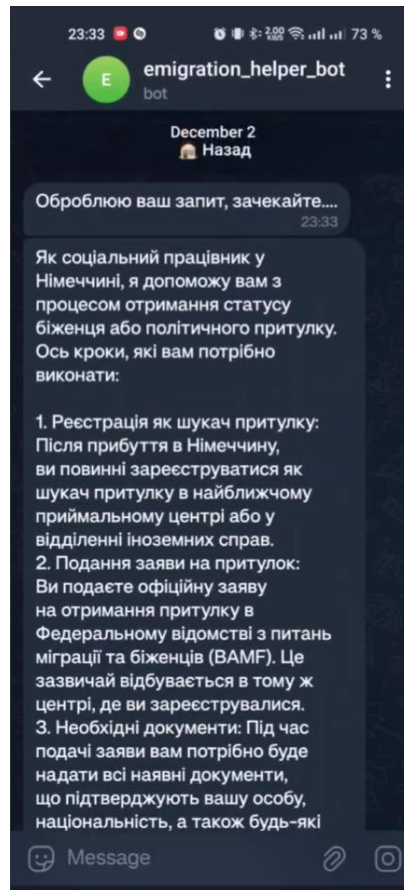 23:33 2.00 KB/S 73 %
E emigration_helper_bot
bot
December 2
Назад
Оброблюю ваш запит, зачекайте....
23:33
Як соціальний працівник у
Німеччині, я допоможу вам з
процесом отримання статусу
біженця або політичного притулку.
Ось кроки, які вам потрібно
виконати:
1. Реєстрація як шукач притулку:
Після прибуття в Німеччину,
ви повинні зареєструватися як
шукач притулку в найближчому
приймальному центрі або у
відділенні іноземних справ.
2. Подання заяви на притулок:
Ви подаєте офіційну заяву
на отримання притулку в
Федеральному відомстві з питань
міграції та біженців (BAMF). Це
зазвичай відбувається в тому ж
центрі, де ви зареєструвалися.
3. Необхідні документи: Під час
подачі заяви вам потрібно буде
надати всі наявні документи,
що підтверджують вашу особу,
національність, а також будь-які
Message